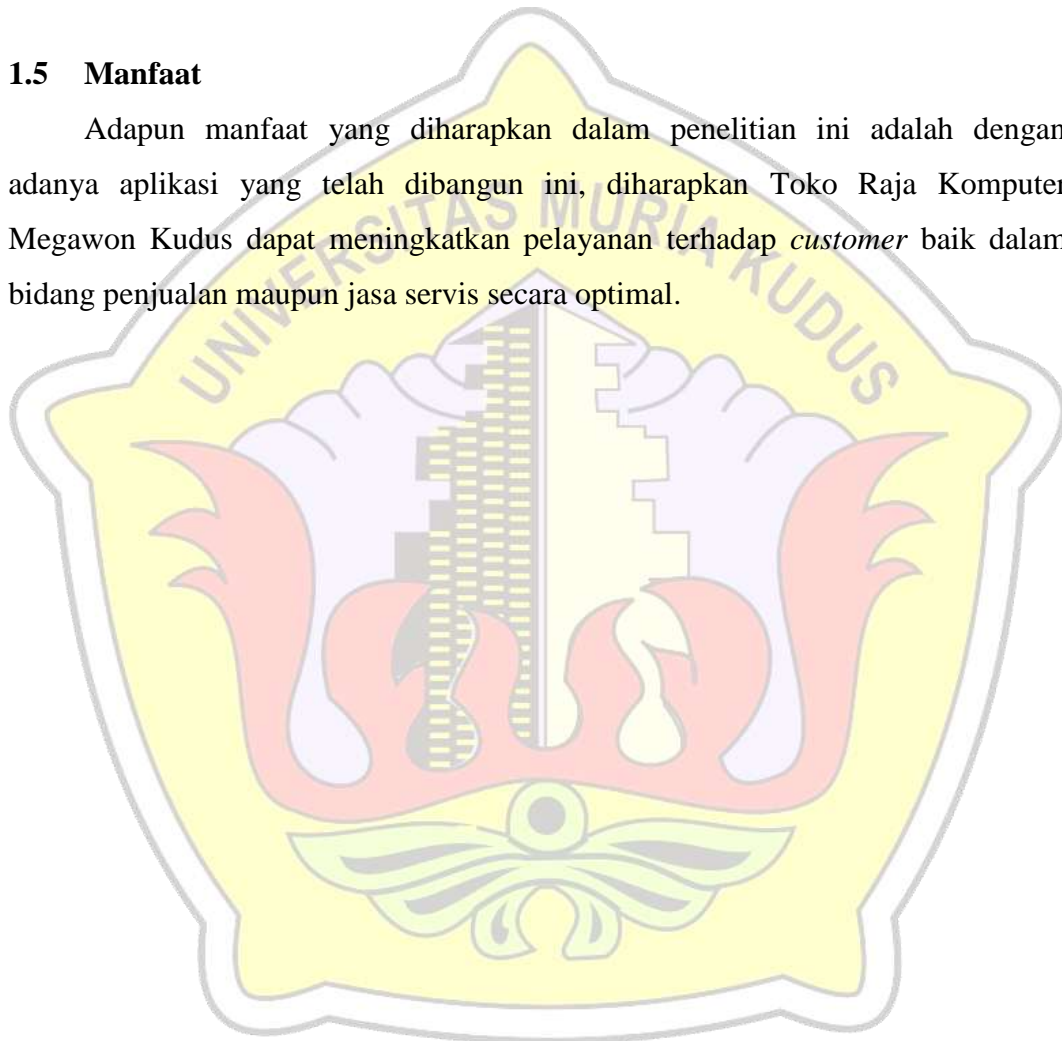 1.5 Manfaat
Adapun manfaat yang diharapkan dalam penelitian ini adalah dengan
adanya aplikasi yang telah dibangun ini, diharapkan Toko Raja Komputer
Megawon Kudus dapat meningkatkan pelayanan terhadap customer baik dalam
bidang penjualan maupun jasa servis secara optimal.
UNIVERSITAS MURIA KUDUS